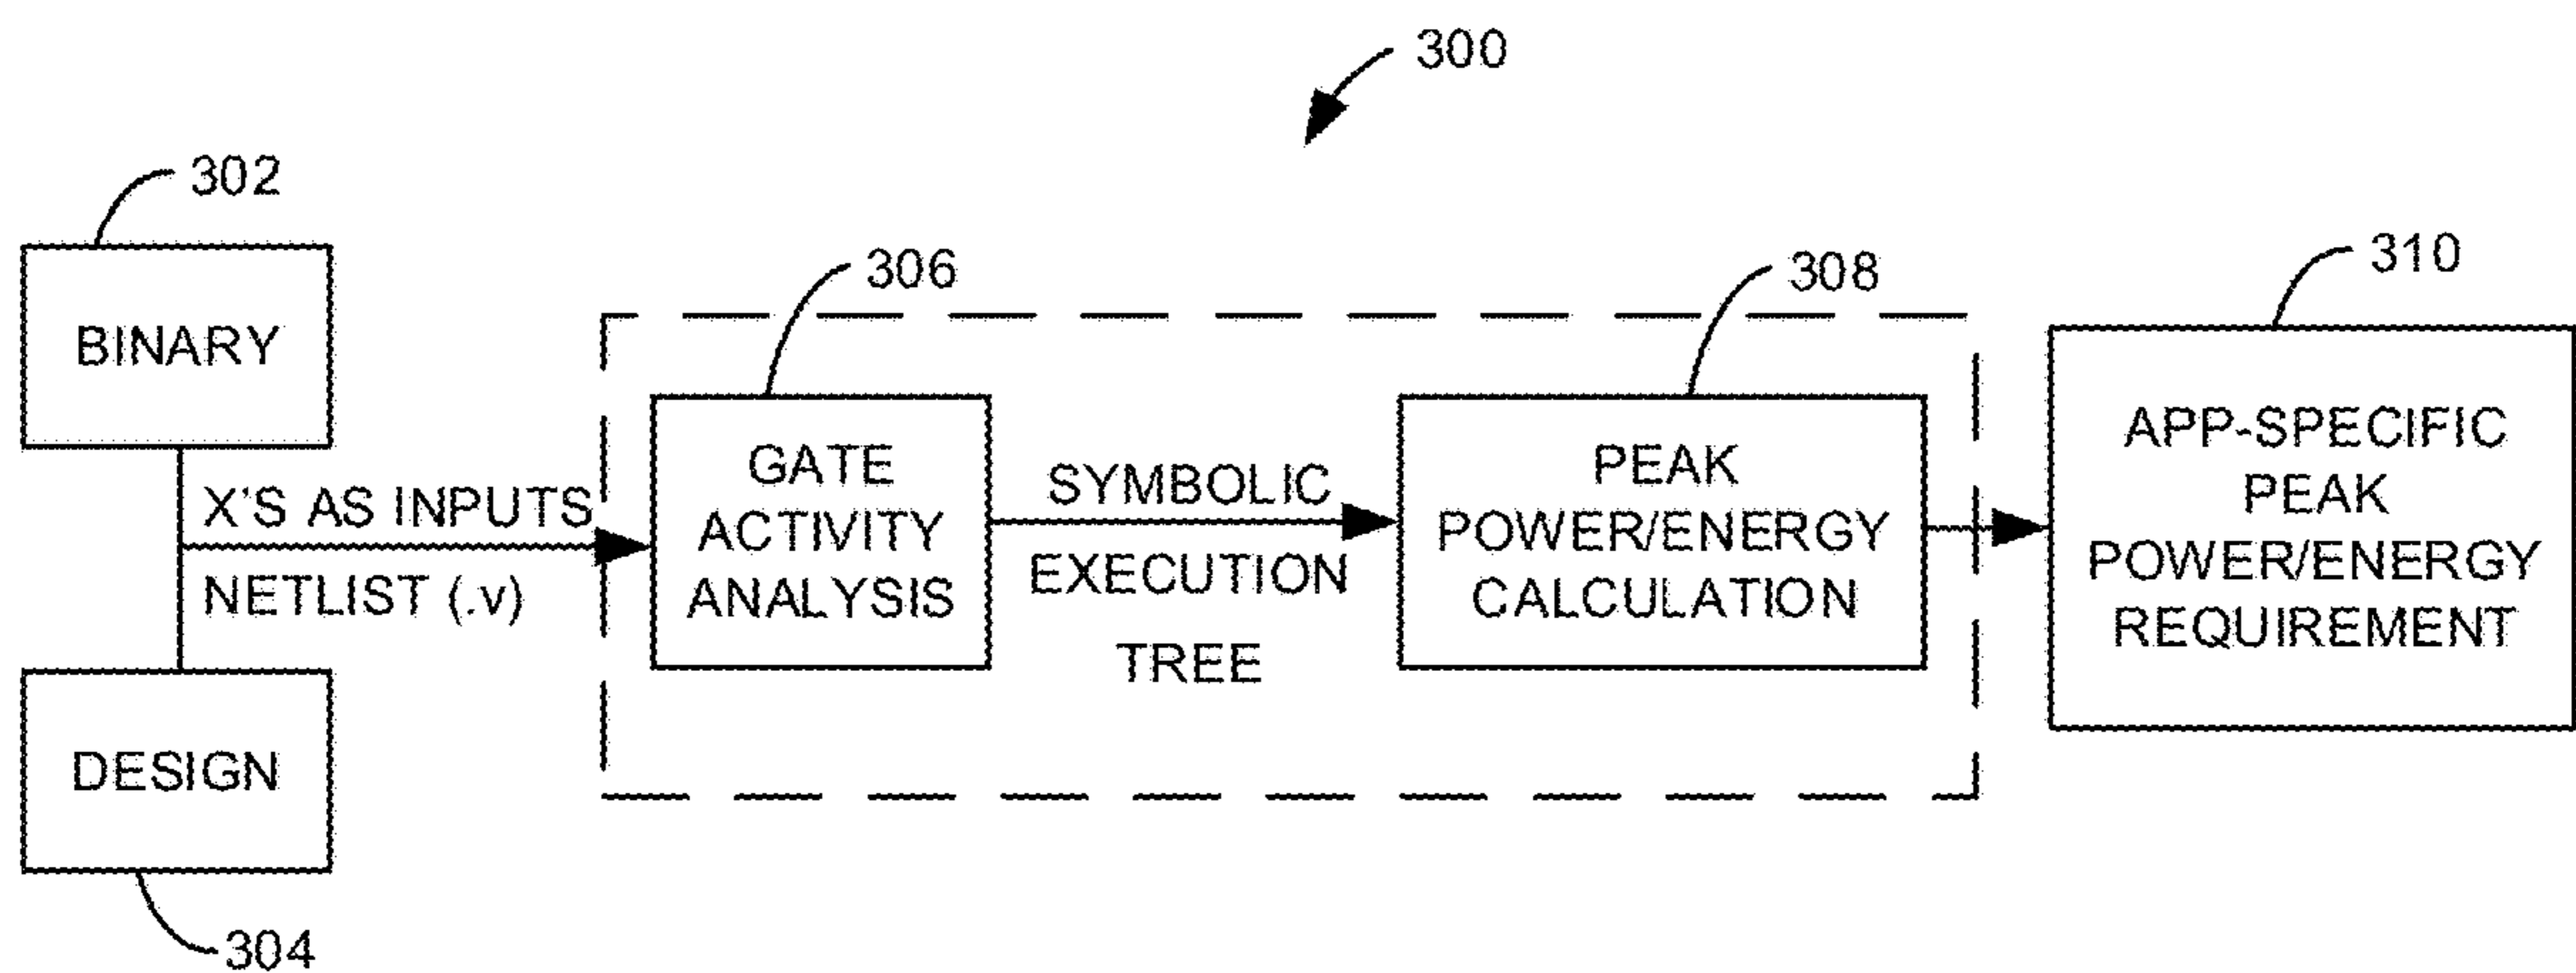 300
302
BINARY
X'S AS INPUTS
NETLIST (.v)
DESIGN
304
306
GATE
ACTIVITY
ANALYSIS
SYMBOLIC
EXECUTION
TREE
308
PEAK
POWER/ENERGY
CALCULATION
310
APP-SPECIFIC
PEAK
POWER/ENERGY
REQUIREMENT